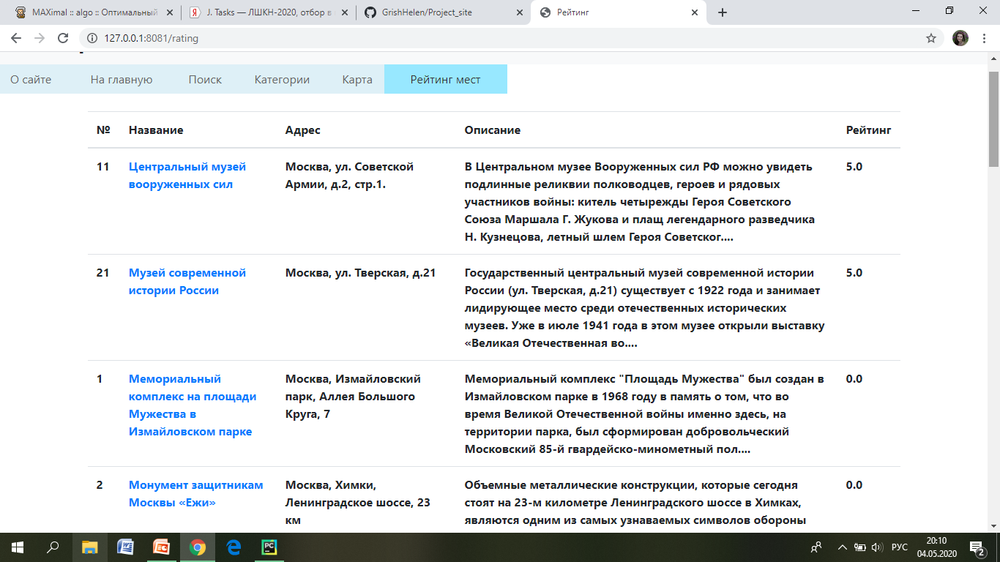 MAXimal :: algo :: Оптимальный
J. Tasks — ЛШКН-2020, отбор в
GrishHelen/Project_site
Рейтинг
127.0.0.1:8081/rating
О сайте На главную Поиск Категории Карта Рейтинг мест
№ Название Адрес Описание Рейтинг
11
Центральный музей
вооруженных сил
Москва, ул. Советской
Армии, д.2, стр.1.
В Центральном музее Вооруженных сил РФ можно увидеть
подлинные реликвии полководцев, героев и рядовых
участников войны: китель четырежды Героя Советского
Союза Маршала Г. Жукова и плащ легендарного разведчика
Н. Кузнецова, летный шлем Героя Советског....
5.0
21
Музей современной
истории России
Москва, ул. Тверская, д.21
Государственный центральный музей современной истории
России (ул. Тверская, д.21) существует с 1922 года и занимает
лидирующее место среди отечественных исторических
музеев. Уже в июле 1941 года в этом музее открыли выставку
«Великая Отечественная во....
5.0
1
Мемориальный
комплекс на площади
Мужества в
Измайловском парке
Москва, Измайловский
парк, Аллея Большого
Круга, 7
Мемориальный комплекс "Площадь Мужества" был создан в
Измайловском парке в 1968 году в память о том, что во
время Великой Отечественной войны именно здесь, на
территории парка, был сформирован добровольческий
Московский 85-й гвардейско-минометный пол....
0.0
2
Монумент защитникам
Москвы «Ежи»
Москва, Химки,
Ленинградское шоссе, 23
км
Объемные металлические конструкции, которые сегодня
стоят на 23-м километре Ленинградского шоссе в Химках,
являются одним из самых узнаваемых символов обороны
0.0
РУС
20:10
04.05.2020
2